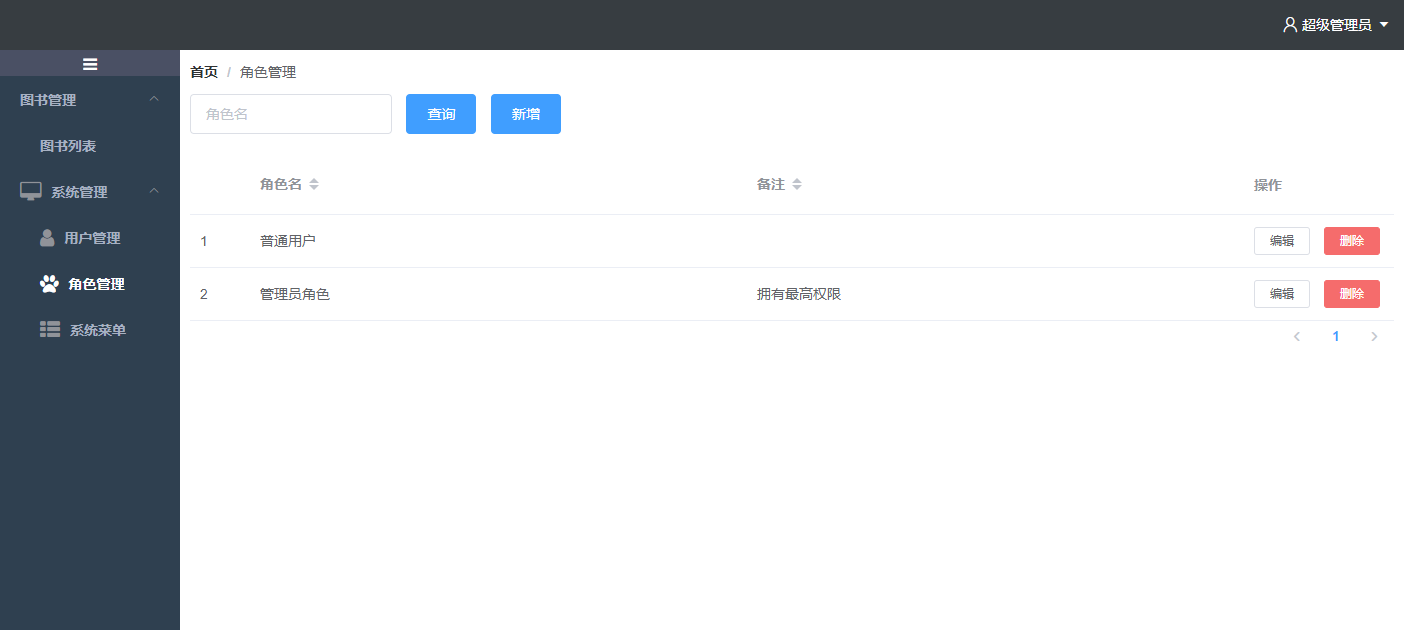 超级管理员
首页 / 角色管理
图书管理
图书列表
系统管理
用户管理
角色管理
系统菜单
角色名 查询 新增
角色名 备注 操作
1 普通用户 编辑 删除
2 管理员角色 拥有最高权限 编辑 删除
1